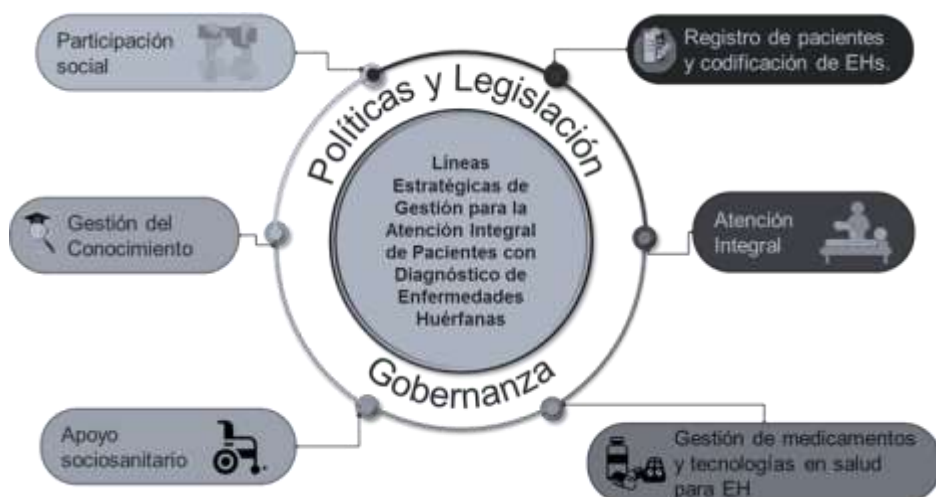 Participación
social
Registro de pacientes
y codificación de EHs.
Políticas y Legislación
Líneas
Estratégicas de
Gestión para la
Atención Integral
de Pacientes con
Diagnóstico de
Enfermedades
Huérfanas
Gestión del
Conocimiento
Atención
Integral
Gobernanza
Apoyo
sociosanitario
Gestión de medicamentos
y tecnologías en salud
para EH